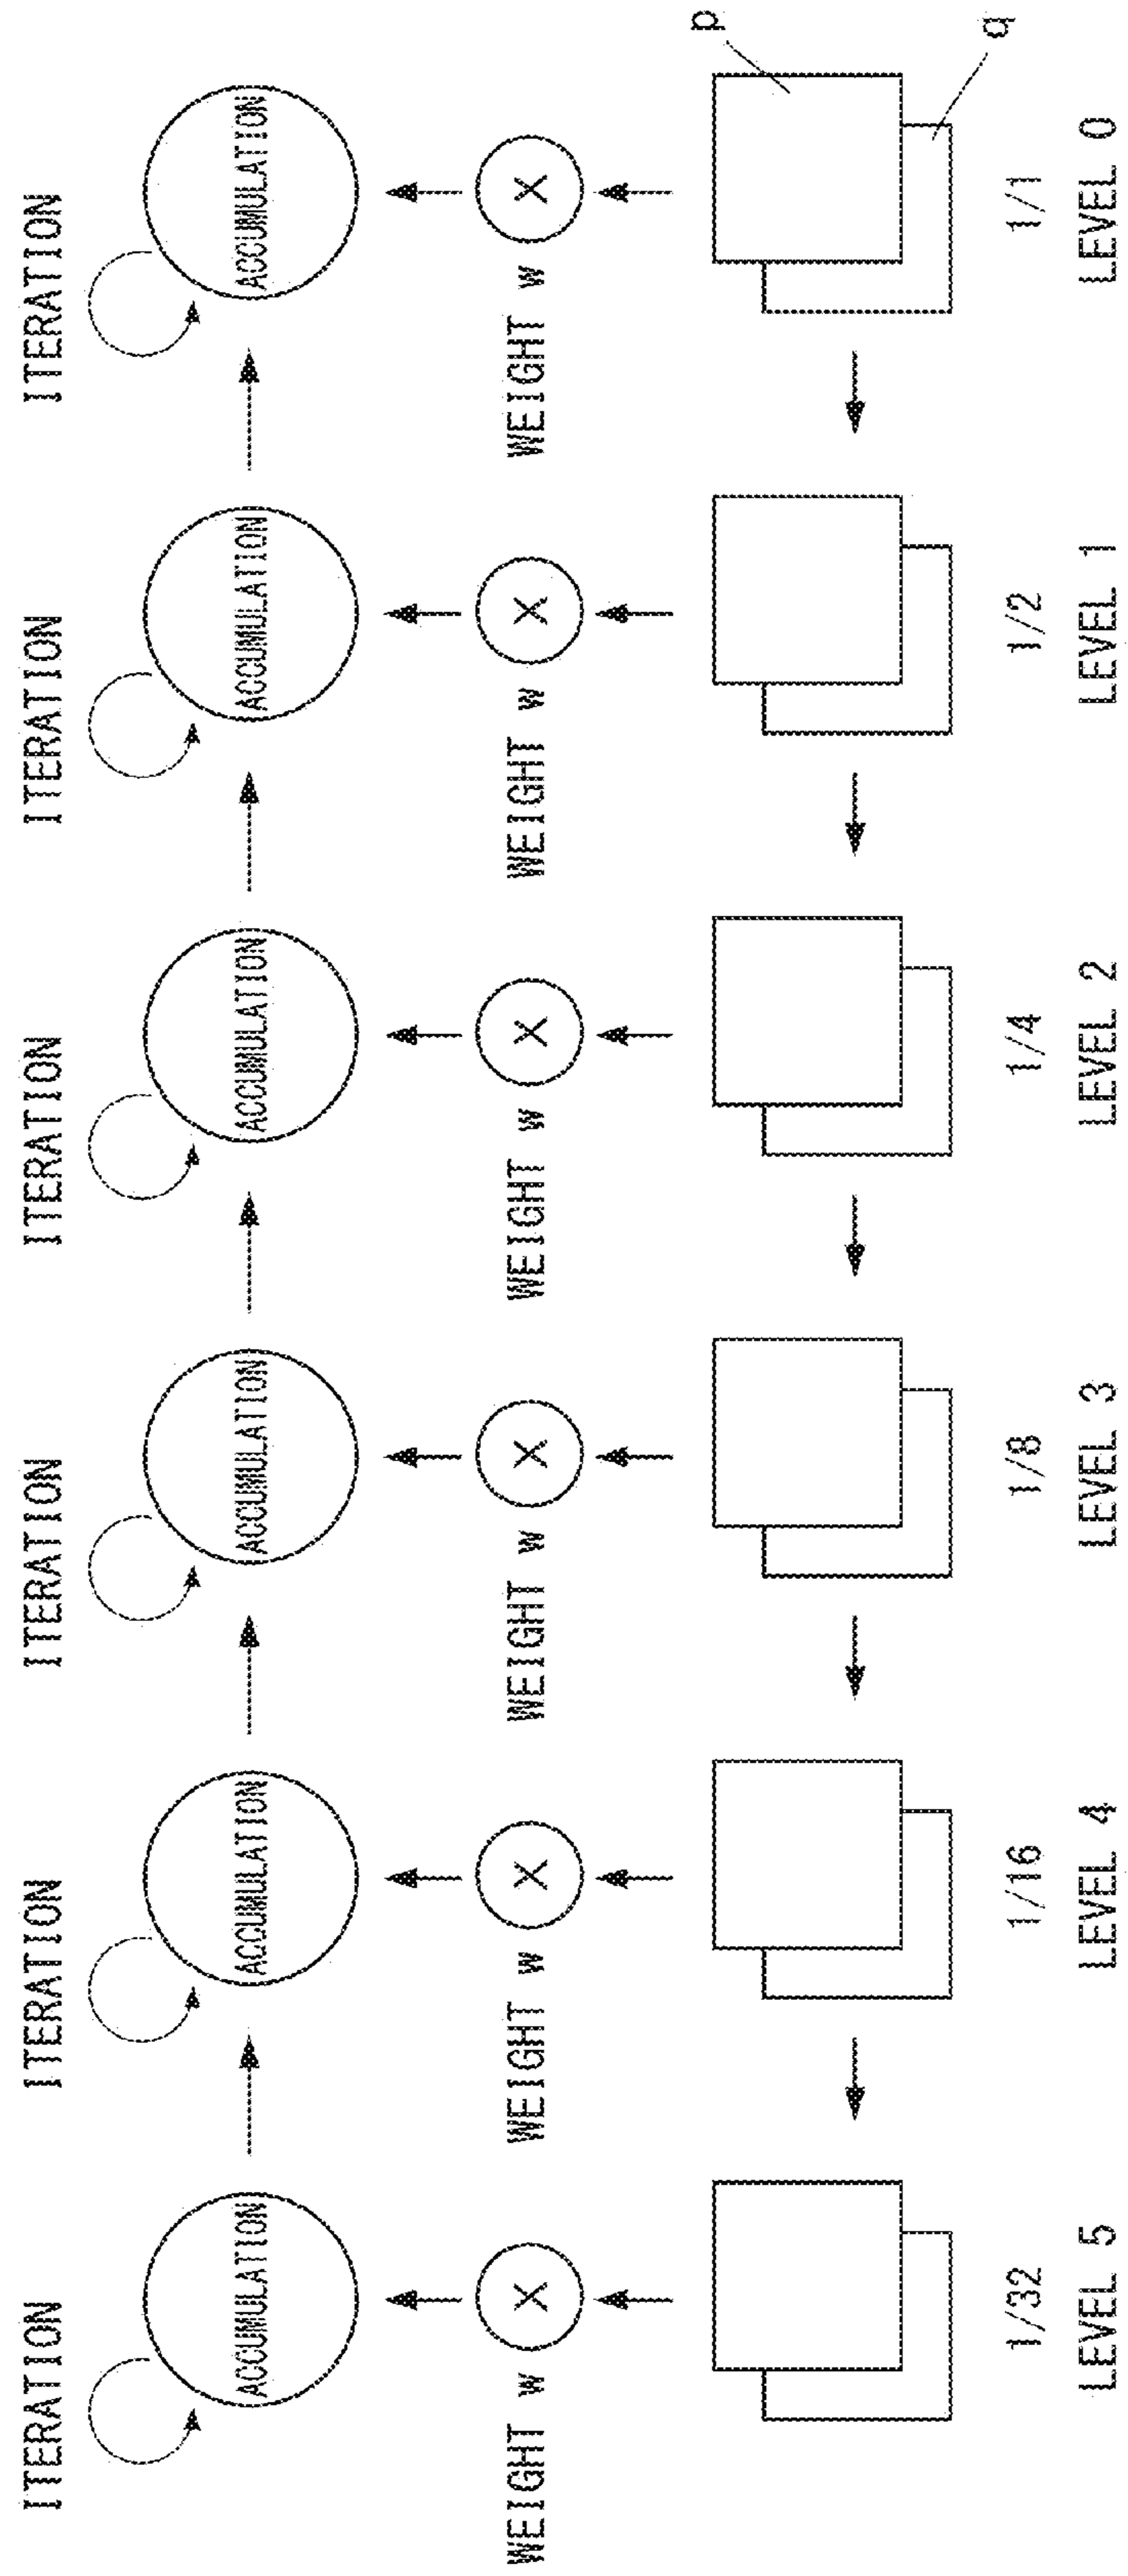 ITERATION ITERATION ITERATION ITERATION ITERATION ITERATION
ACCUMULATION ACCUMULATION ACCUMULATION ACCUMULATION ACCUMULATION ACCUMULATION
WEIGHT w X WEIGHT w X WEIGHT w X WEIGHT w X WEIGHT w X WEIGHT w X
p
q
1/32 1/16 1/8 1/4 1/2 1/1
LEVEL 5 LEVEL 4 LEVEL 3 LEVEL 2 LEVEL 1 LEVEL 0